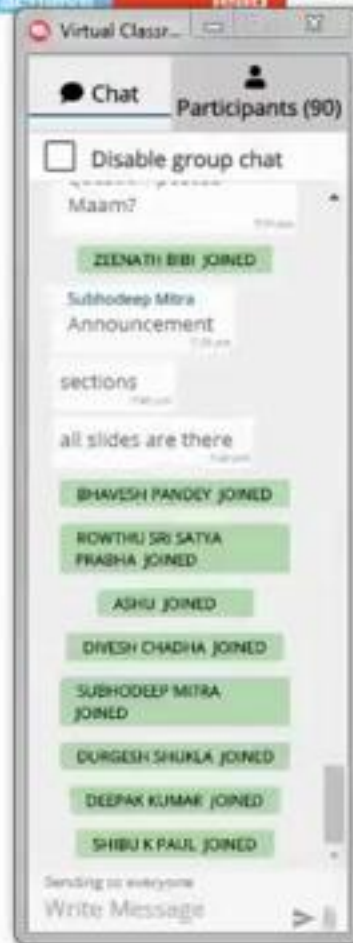 Virtual Classr...
Chat
Participants (90)
Disable group chat
Maam?
ZEENATH BIBI JOINED
Subhodeep Mitra
Announcement
sections
all slides are there
BHAVESH PANDEY JOINED
ROWTHU SRI SATYA
PRABHA JOINED
ASHU JOINED
DIVESH CHADHA JOINED
SUBHODEEP MITRA
JOINED
DURGESH SHUKLA JOINED
DEEPAK KUMAR JOINED
SHIBU K PAUL JOINED
Sending to everyone
Write Message